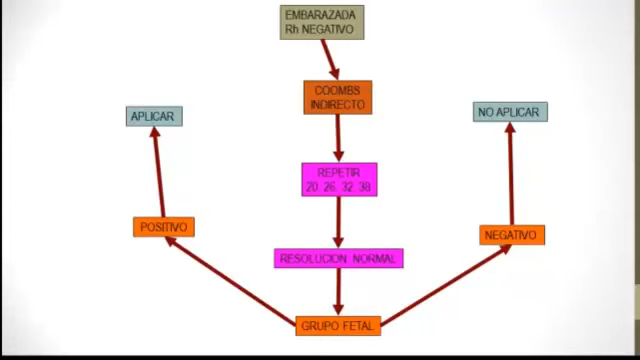 EMBARAZADA
Rh NEGATIVO
COOMBS
INDIRECTO
APLICAR
NO APLICAR
REPETIR
20 26 32 38
POSITIVO
NEGATIVO
RESOLUCION NORMAL
GRUPO FETAL